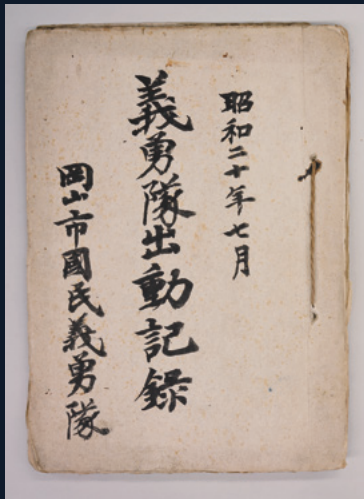 昭和二十年七月
義勇隊出動記録
岡山市國民義勇隊